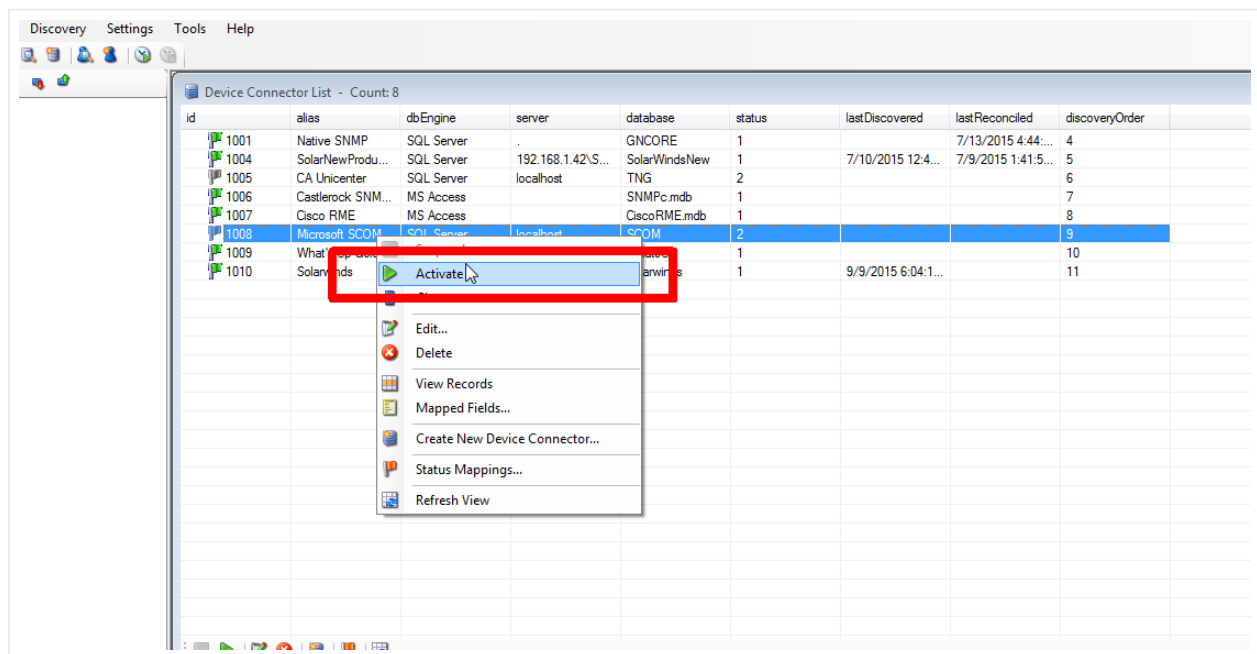 Discovery Settings Tools Help
Device Connector List - Count: 8
id alias dbEngine server database status lastDiscovered lastReconciled discoveryOrder
1001 Native SNMP SQL Server . GNCORE 1 7/13/2015 4:44:... 4
1004 SolarNewProdu... SQL Server 192.168.1.42\S... SolarWindsNew 1 7/10/2015 12:4... 7/9/2015 1:41:5... 5
1005 CA Unicenter SQL Server localhost TNG 2 6
1006 Castlerock SNM... MS Access SNMPc.mdb 1 7
1007 Cisco RME MS Access CiscoRME.mdb 1 8
1008 Microsoft SCOM SQL Server localhost SCOM 2 9
1009 1 10
1010 1 9/9/2015 6:04:1... 11
Activate
Edit...
Delete
View Records
Mapped Fields...
Create New Device Connector...
Status Mappings...
Refresh View